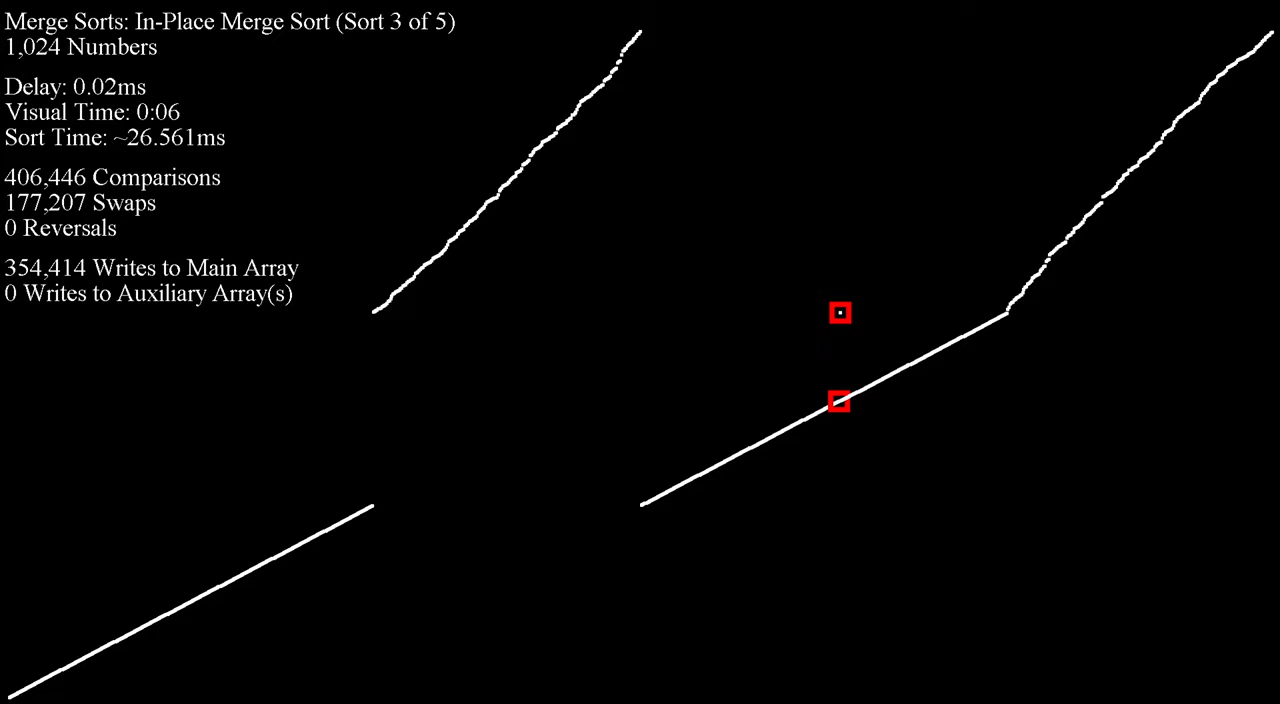 Merge Sorts: In-Place Merge Sort (Sort 3 of 5)
1,024 Numbers
Delay: 0.02ms
Visual Time: 0:06
Sort Time: ~26.561ms
406,446 Comparisons
177,207 Swaps
0 Reversals
354,414 Writes to Main Array
0 Writes to Auxiliary Array(s)